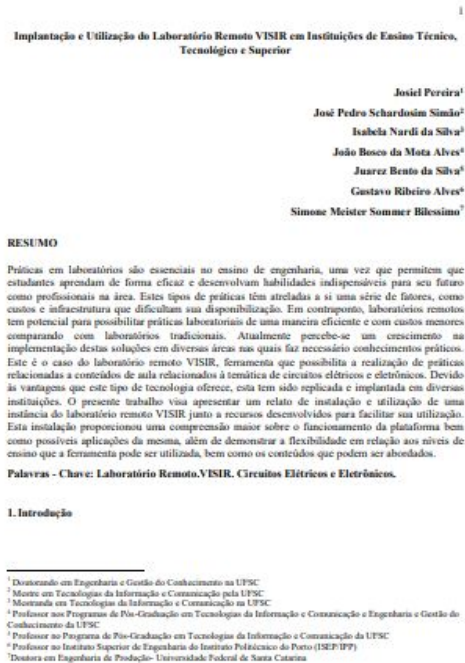 1
Implantação e Utilização do Laboratório Remoto VISIR em Instituições de Ensino Técnico,
Tecnológico e Superior
Josiel Pereira¹
José Pedro Schardosim Simão²
Isabela Nardi da Silva³
João Bosco da Mota Alves⁴
Juarez Bento da Silva⁵
Gustavo Ribeiro Alves⁶
Simone Meister Sommer Bilessimo⁷
RESUMO
Práticas em laboratórios são essenciais no ensino de engenharia, uma vez que permitem que
estudantes aprendam de forma eficaz e desenvolvam habilidades indispensáveis para seu futuro
como profissionais na área. Estes tipos de práticas têm atreladas a si uma série de fatores, como
custos e infraestrutura que dificultam sua disponibilização. Em contraponto, laboratórios remotos
tem potencial para possibilitar práticas laboratoriais de uma maneira eficiente e com custos menores
comparando com laboratórios tradicionais. Atualmente percebe-se um crescimento na
implementação destas soluções em diversas áreas nas quais faz necessário conhecimentos práticos.
Este é o caso do laboratório remoto VISIR, ferramenta que possibilita a realização de práticas
relacionadas a conteúdos de aula relacionados à temática de circuitos elétricos e eletrônicos. Devido
às vantagens que este tipo de tecnologia oferece, esta tem sido replicada e implantada em diversas
instituições. O presente trabalho visa apresentar um relato de instalação e utilização de uma
instância do laboratório remoto VISIR junto a recursos desenvolvidos para facilitar sua utilização.
Esta instalação proporcionou uma compreensão maior sobre o funcionamento da plataforma bem
como possíveis aplicações da mesma, além de demonstrar a flexibilidade em relação aos níveis de
ensino que a ferramenta pode ser utilizada, bem como os conteúdos que podem ser abordados.
Palavras - Chave: Laboratório Remoto.VISIR. Circuitos Elétricos e Eletrônicos.
1. Introdução
¹ Doutorando em Engenharia e Gestão do Conhecimento na UFSC
² Mestre em Tecnologias da Informação e Comunicação pela UFSC
³ Mestranda em Tecnologias da Informação e Comunicação na UFSC
⁴ Professor nos Programas de Pós-Graduação em Tecnologias da Informação e Comunicação e Engenharia e Gestão do
Conhecimento da UFSC
⁵ Professor no Programa de Pós-Graduação em Tecnologias da Informação e Comunicação da UFSC
⁶ Professor no Instituto Superior de Engenharia do Instituto Politécnico do Porto (ISEP/IPP)
⁷Doutora em Engenharia de Produção- Universidade Federal de Santa Catarina